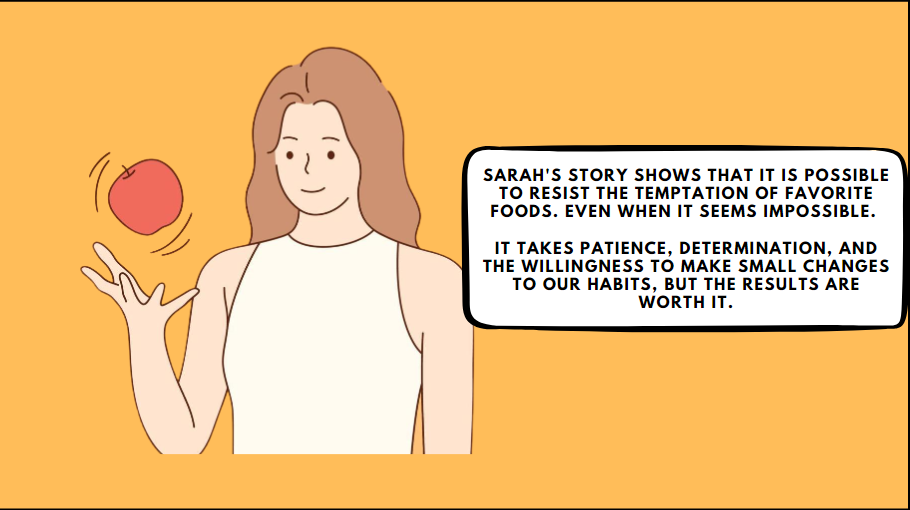 SARAH'S STORY SHOWS THAT IT IS POSSIBLE
TO RESIST THE TEMPTATION OF FAVORITE
FOODS. EVEN WHEN IT SEEMS IMPOSSIBLE.
IT TAKES PATIENCE, DETERMINATION, AND
THE WILLINGNESS TO MAKE SMALL CHANGES
TO OUR HABITS, BUT THE RESULTS ARE
WORTH IT.